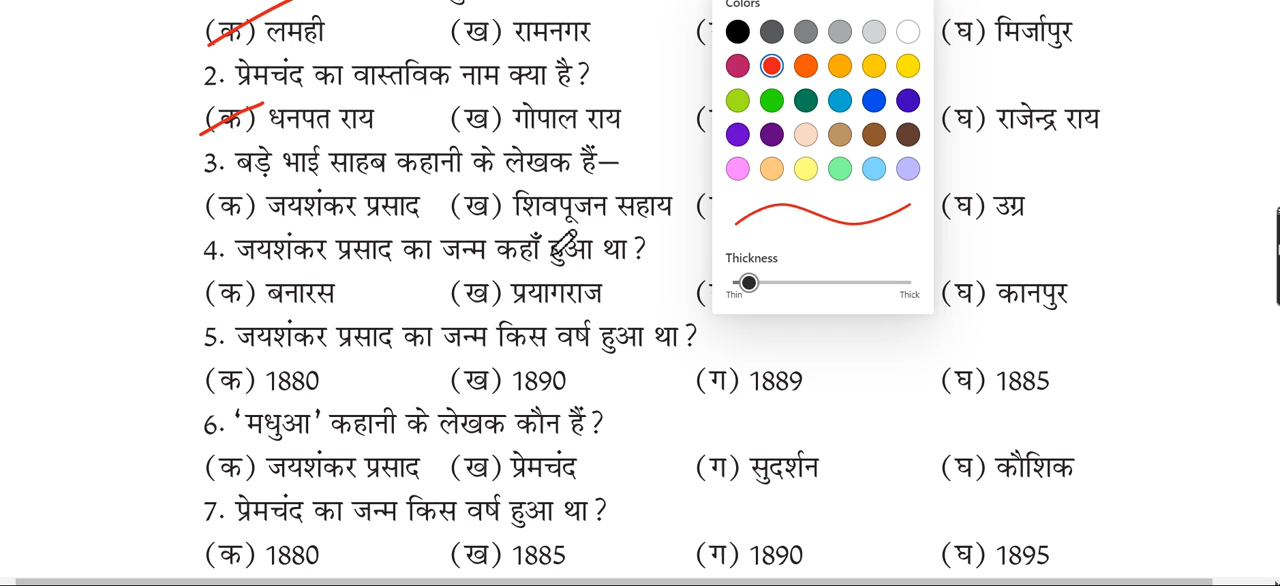 Colors
(क) लमही (ख) रामनगर (घ) मिर्जापुर
2. प्रेमचंद का वास्तविक नाम क्या है?
(क) धनपत राय (ख) गोपाल राय (घ) राजेन्द्र राय
3. बड़े भाई साहब कहानी के लेखक हैं—
(क) जयशंकर प्रसाद (ख) शिवपूजन सहाय (घ) उग्र
4. जयशंकर प्रसाद का जन्म कहाँ हुआ था?
Thickness
Thin Thick
(क) बनारस (ख) प्रयागराज (घ) कानपुर
5. जयशंकर प्रसाद का जन्म किस वर्ष हुआ था?
(क) 1880 (ख) 1890 (ग) 1889 (घ) 1885
6. ‘मधुआ’ कहानी के लेखक कौन हैं?
(क) जयशंकर प्रसाद (ख) प्रेमचंद (ग) सुदर्शन (घ) कौशिक
7. प्रेमचंद का जन्म किस वर्ष हुआ था?
(क) 1880 (ख) 1885 (ग) 1890 (घ) 1895